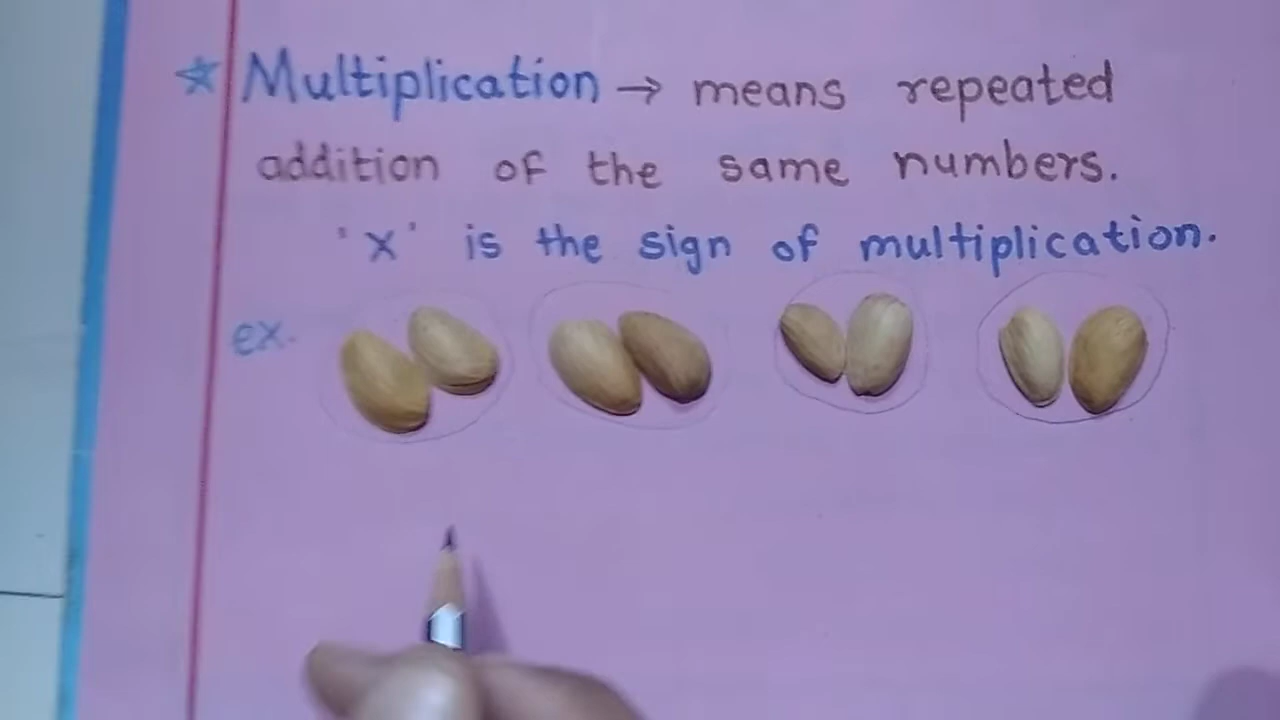 ☆ Multiplication → means repeated
addition of the same numbers.
'x' is the sign of multiplication.
ex.